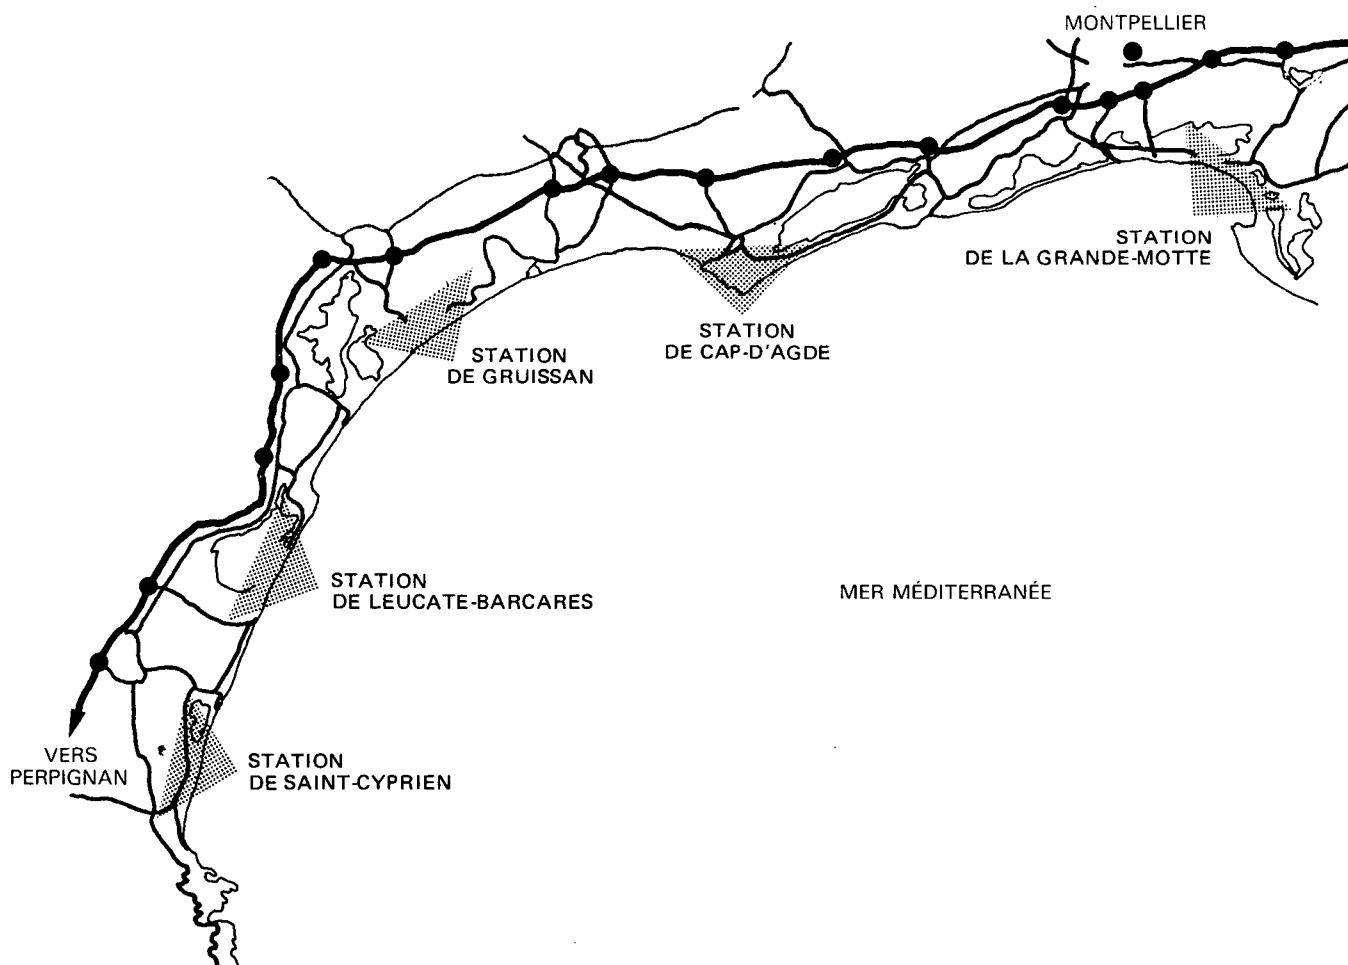 MONTPELLIER
STATION
DE LA GRANDE-MOTTE
STATION
DE CAP-D'AGDE
STATION
DE GRUISSAN
STATION
DE LEUCATE-BARCARES
MER MÉDITERRANÉE
VERS
PERPIGNAN
STATION
DE SAINT-CYPRIEN